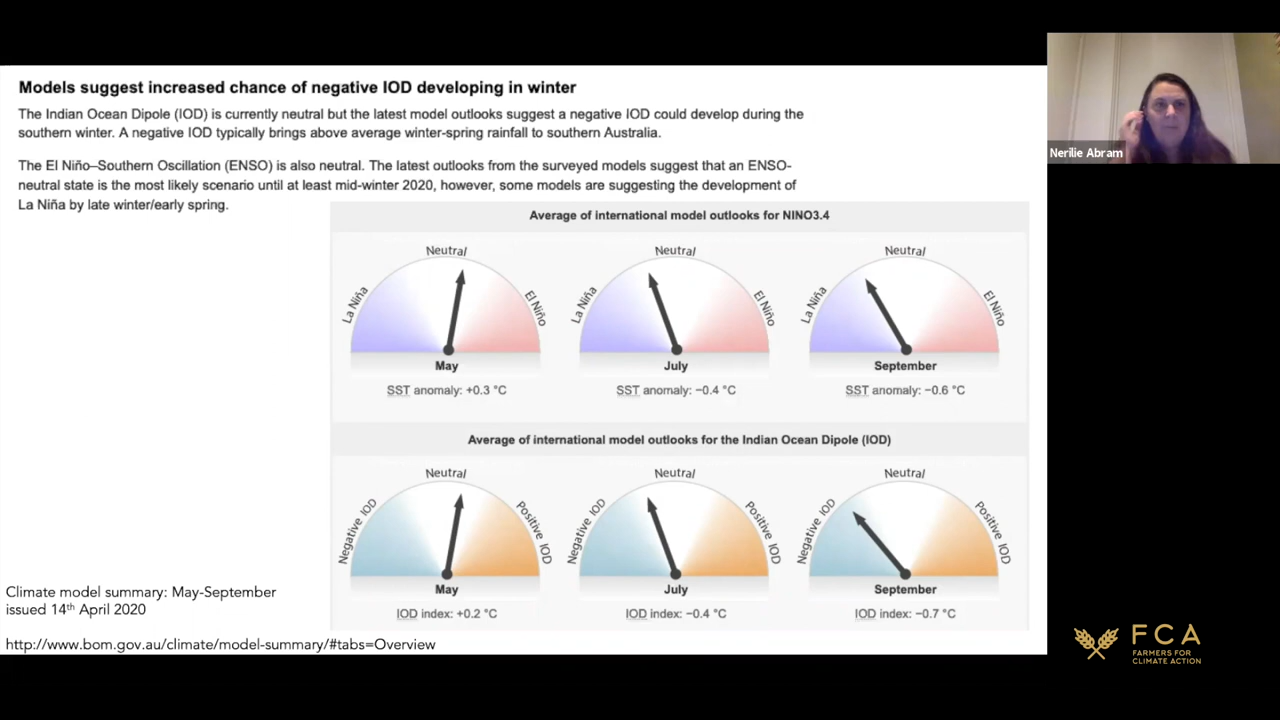 Models suggest increased chance of negative IOD developing in winter
The Indian Ocean Dipole (IOD) is currently neutral but the latest model outlooks suggest a negative IOD could develop during the
southern winter. A negative IOD typically brings above average winter-spring rainfall to southern Australia.
The El Niño–Southern Oscillation (ENSO) is also neutral. The latest outlooks from the surveyed models suggest that an ENSO-
neutral state is the most likely scenario until at least mid-winter 2020, however, some models are suggesting the development of
La Niña by late winter/early spring.
Average of international model outlooks for NINO3.4
Neutral
La Niña
El Niño
May
SST anomaly: +0.3 °C
Neutral
La Niña
El Niño
July
SST anomaly: −0.4 °C
Neutral
La Niña
El Niño
September
SST anomaly: −0.6 °C
Average of international model outlooks for the Indian Ocean Dipole (IOD)
Neutral
Negative IOD
Positive IOD
May
IOD index: +0.2 °C
Neutral
Negative IOD
Positive IOD
July
IOD index: −0.4 °C
Neutral
Negative IOD
Positive IOD
September
IOD index: −0.7 °C
Climate model summary: May-September
issued 14th April 2020
http://www.bom.gov.au/climate/model-summary/#tabs=Overview
Nerilie Abram
FCA
FARMERS FOR
CLIMATE ACTION